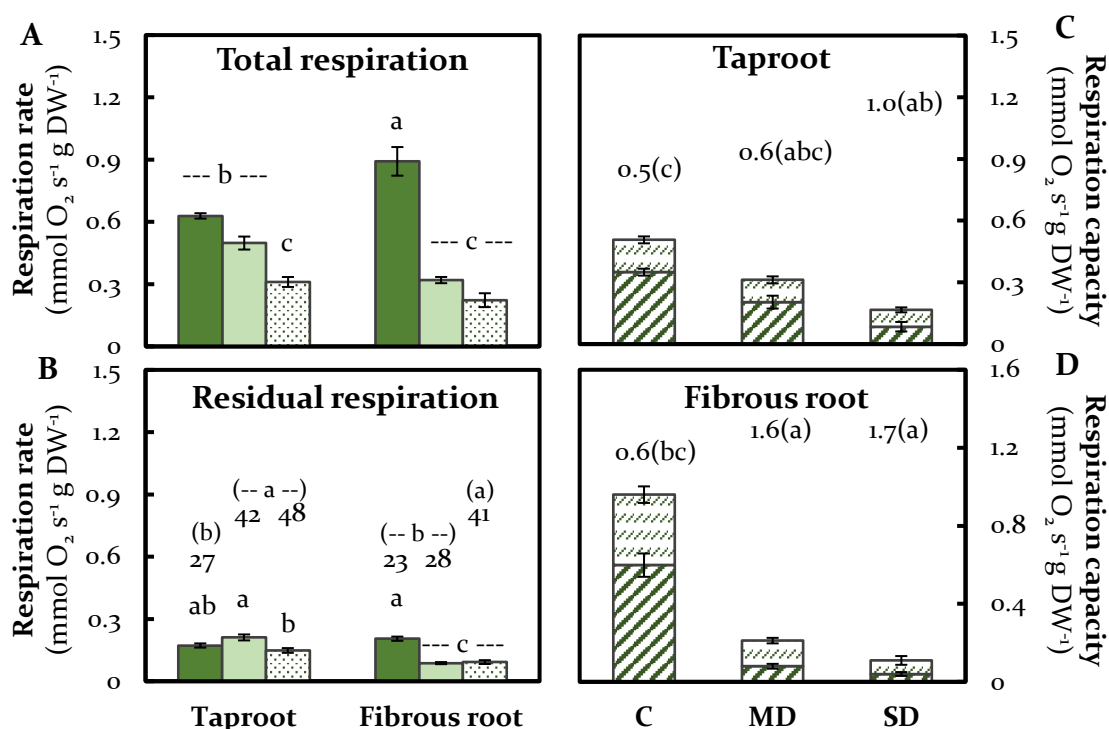 A
Total respiration
Respiration rate
(mmol O₂ s⁻¹ g DW⁻¹)
1.5
1.2
0.9
0.6
0.3
0
--- b ---
c
a
--- c ---
C
Taproot
Respiration capacity
(mmol O₂ s⁻¹g DW⁻¹)
1.5
1.2
0.9
0.6
0.3
0
0.5(c)
0.6(abc)
1.0(ab)
B
Residual respiration
Respiration rate
(mmol O₂ s⁻¹ g DW⁻¹)
1.5
1.2
0.9
0.6
0.3
0
(-- a --)
42 48
(b)
27
(a)
41
(-- b --)
23 28
ab
a
b
a
--- c ---
Taproot
Fibrous root
D
Fibrous root
Respiration capacity
(mmol O₂ s⁻¹g DW⁻¹)
1.6
1.2
0.8
0.4
0
0.6(bc)
1.6(a)
1.7(a)
C
MD
SD